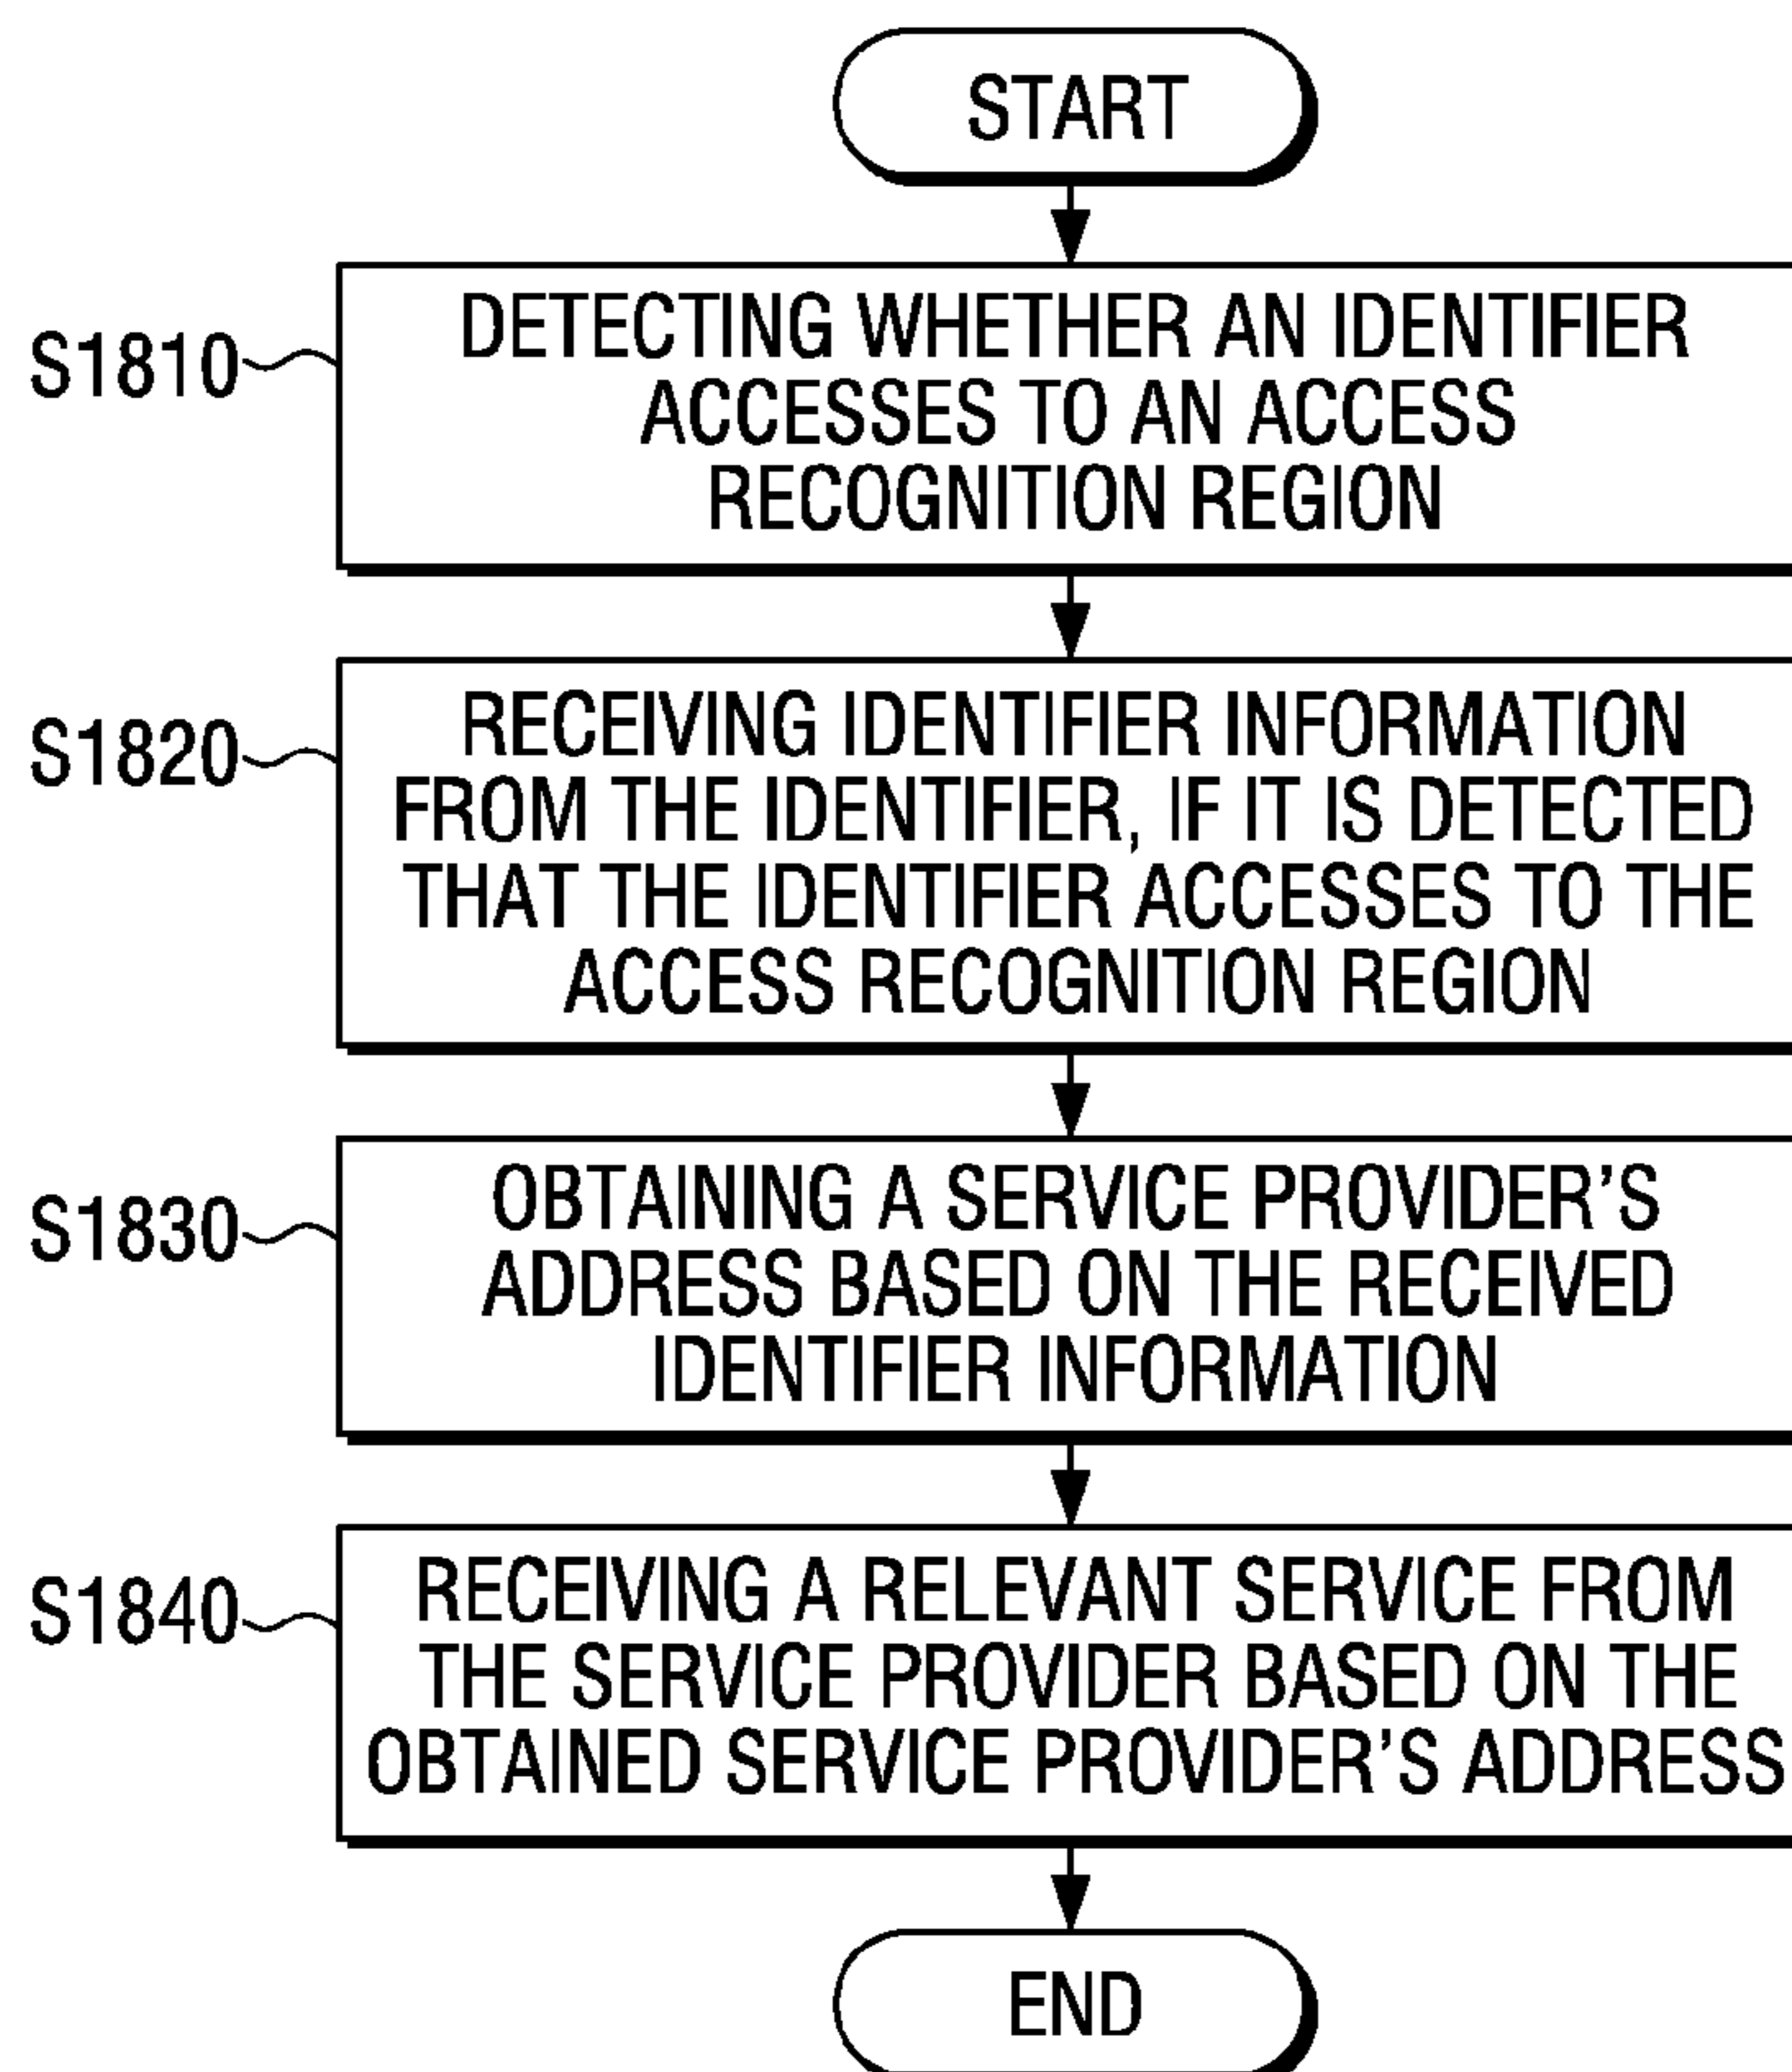 START
S1810
DETECTING WHETHER AN IDENTIFIER
ACCESSES TO AN ACCESS
RECOGNITION REGION
S1820
RECEIVING IDENTIFIER INFORMATION
FROM THE IDENTIFIER, IF IT IS DETECTED
THAT THE IDENTIFIER ACCESSES TO THE
ACCESS RECOGNITION REGION
S1830
OBTAINING A SERVICE PROVIDER'S
ADDRESS BASED ON THE RECEIVED
IDENTIFIER INFORMATION
S1840
RECEIVING A RELEVANT SERVICE FROM
THE SERVICE PROVIDER BASED ON THE
OBTAINED SERVICE PROVIDER'S ADDRESS
END